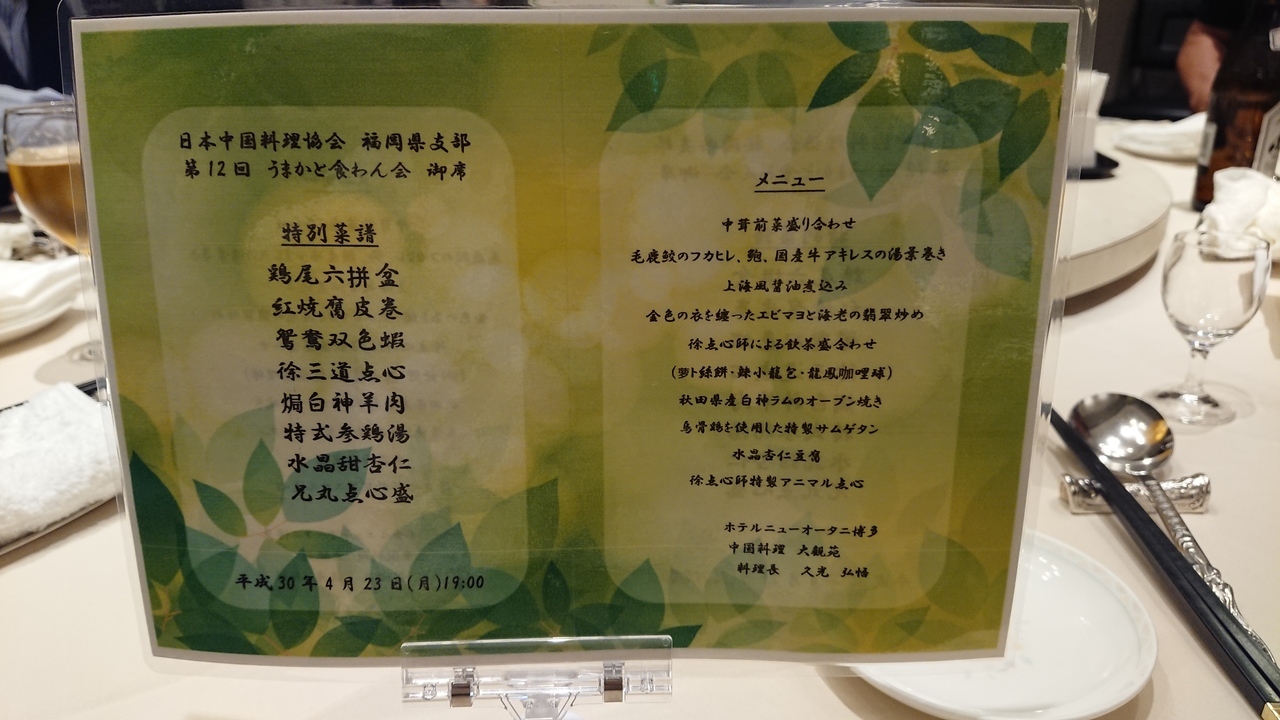 日本中国料理協会 福岡県支部
第12回 うまかと食わん会 御席
特別菜譜
鶏尾六拼盆
紅焼腐皮巻
鴛鴦双色蝦
徐三道点心
焗白神羊肉
特式参鶏湯
水晶甜杏仁
兄丸点心盛
平成30年4月23日(月)19:00
メニュー
中茸前菜盛り合わせ
毛鹿鮫のフカヒレ、鮑、国産牛アキレスの湯葉巻き
上海風醤油煮込み
金色の衣を纏ったエビマヨと海老の翡翠炒め
徐点心師による飲茶盛合わせ
(萝卜絲餅・辣小龍包・龍鳳咖哩球)
秋田県産白神ラムのオーブン焼き
烏骨鶏を使用した特製サムゲタン
水晶杏仁豆腐
徐点心師特製アニマル点心
ホテルニューオータニ博多
中国料理 大観苑
料理長 久光 弘悟